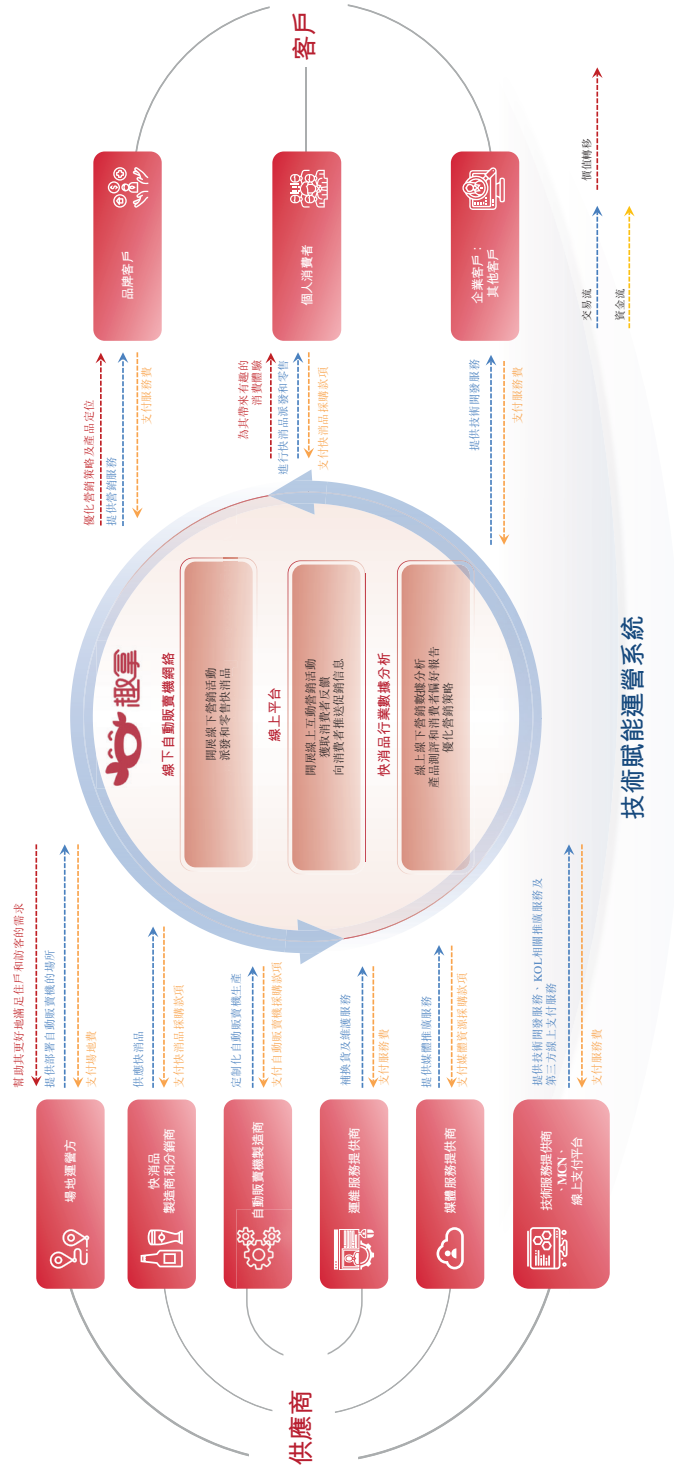 供應商
場地運營方
快消品
製造商和分銷商
自動販賣機製造商
運維服務提供商
媒體服務提供商
技術服務提供商
、MCN、
線上支付平台
幫助其更好地滿足住戶和訪客的需求
提供部署自動販賣機的場所
支付場地費
供應快消品
支付快消品採購款項
定制化自動販賣機生產
支付自動販賣機採購款項
補換貨及維護服務
支付服務費
提供媒體推廣服務
支付媒體資源採購款項
提供技術開發服務、KOL相關推廣服務及
第三方線上支付服務
支付服務費
趣拿
線下自動販賣機網絡
開展線下營銷活動
派發和零售快消品
線上平台
開展線上互動營銷活動
獲取消費者反饋
向消費者推送促銷信息
快消品行業數據分析
線上線下營銷數據分析
產品測評和消費者偏好報告
優化營銷策略
技術賦能運營系統
優化營銷策略及產品定位
提供營銷服務
支付服務費
為其帶來有趣的
消費體驗
進行快消品派發和零售
支付快消品採購款項
提供技術開發服務
支付服務費
品牌客戶
個人消費者
企業客戶：
其他客戶
客戶
交易流
價值轉移
資金流